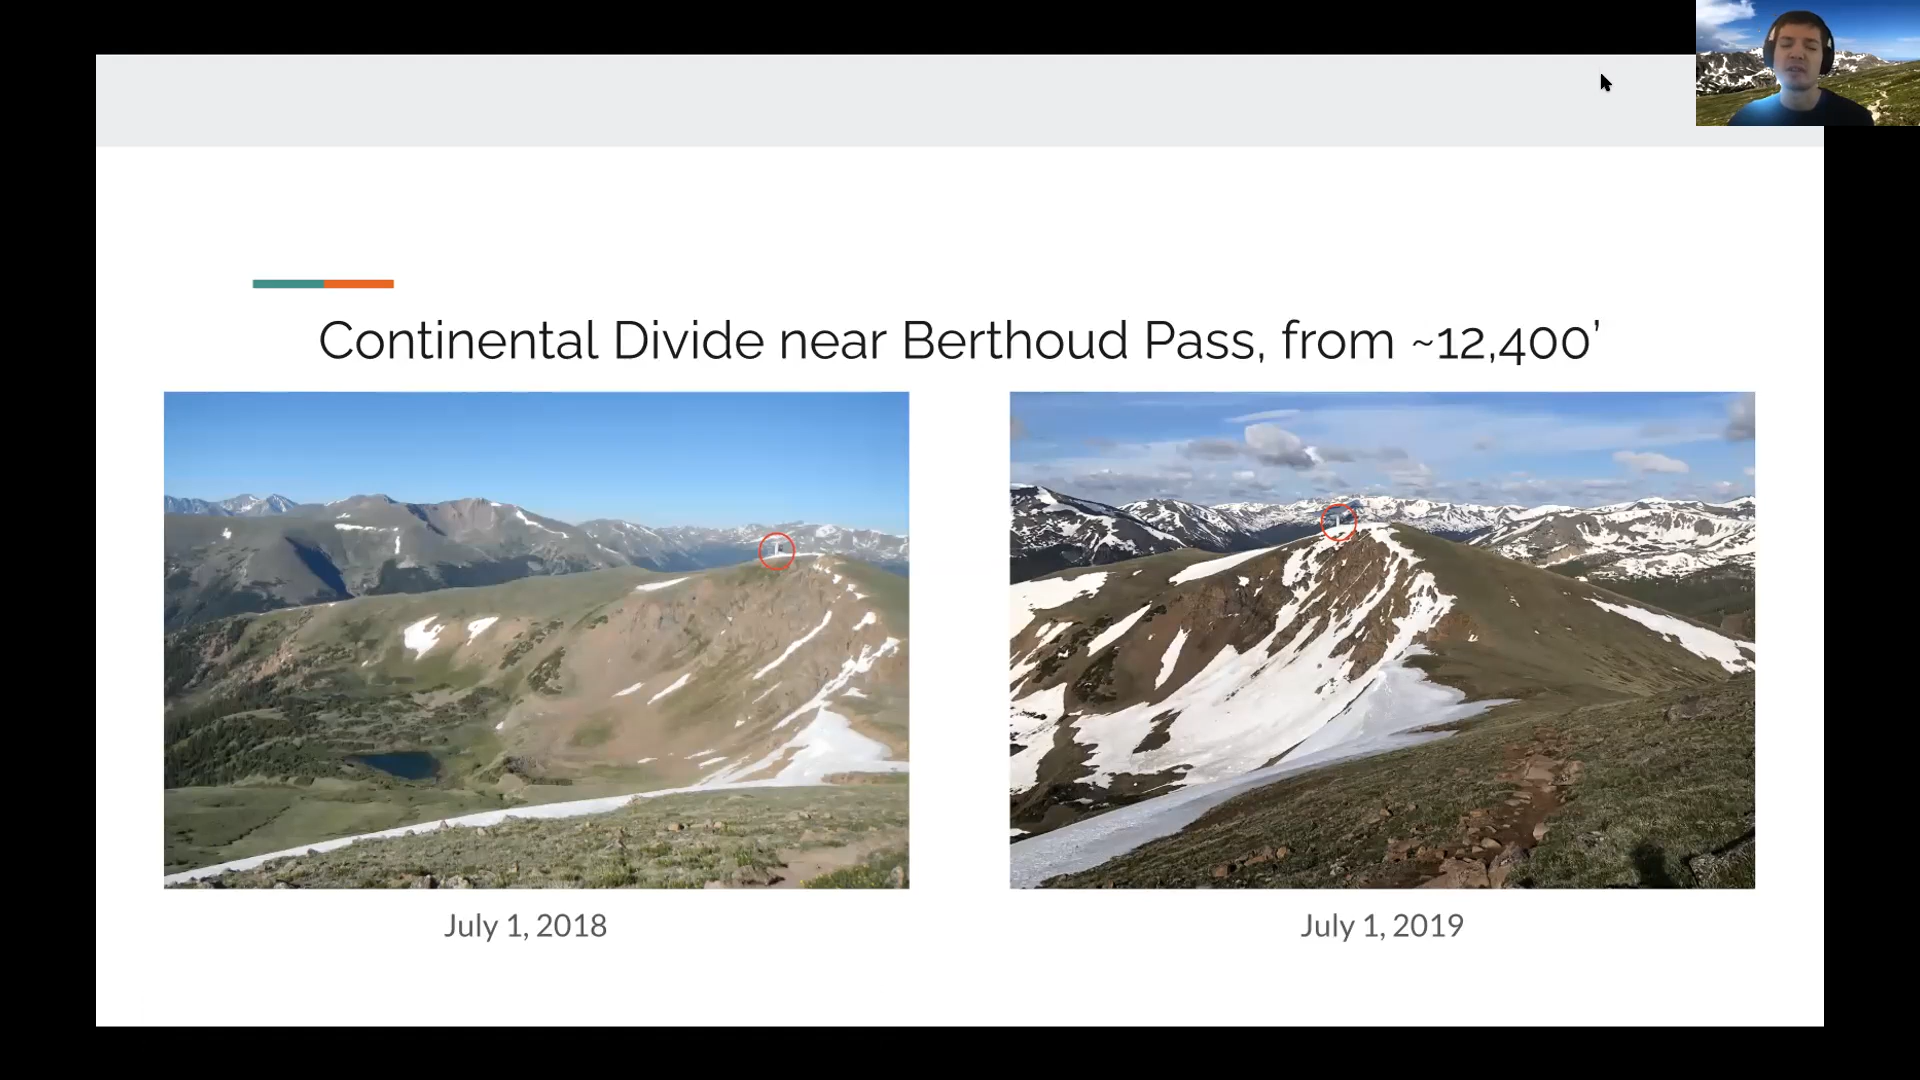 Continental Divide near Berthoud Pass, from ~12,400’
July 1, 2018
July 1, 2019